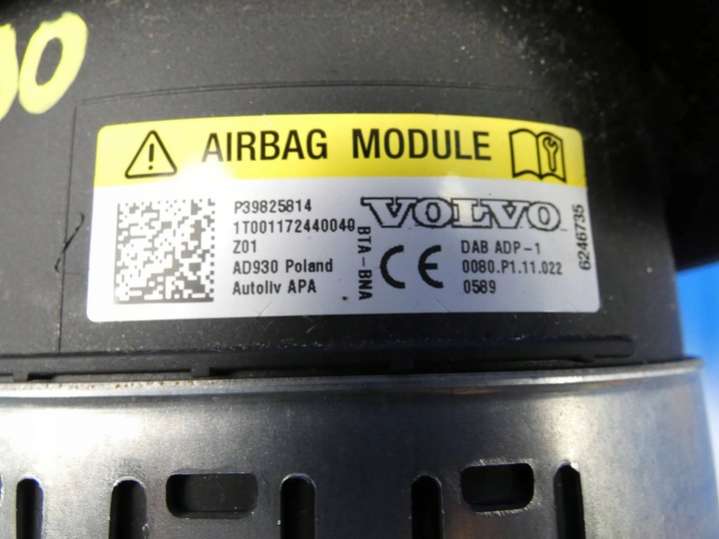 AIRBAG MODULE
P39825814
1T001172440040
Z01
AD930 Poland
Autoliv APA
BTA-BNA
VOLVO
CE
DAB ADP-1
0080.P1.11.022
0589
6246735